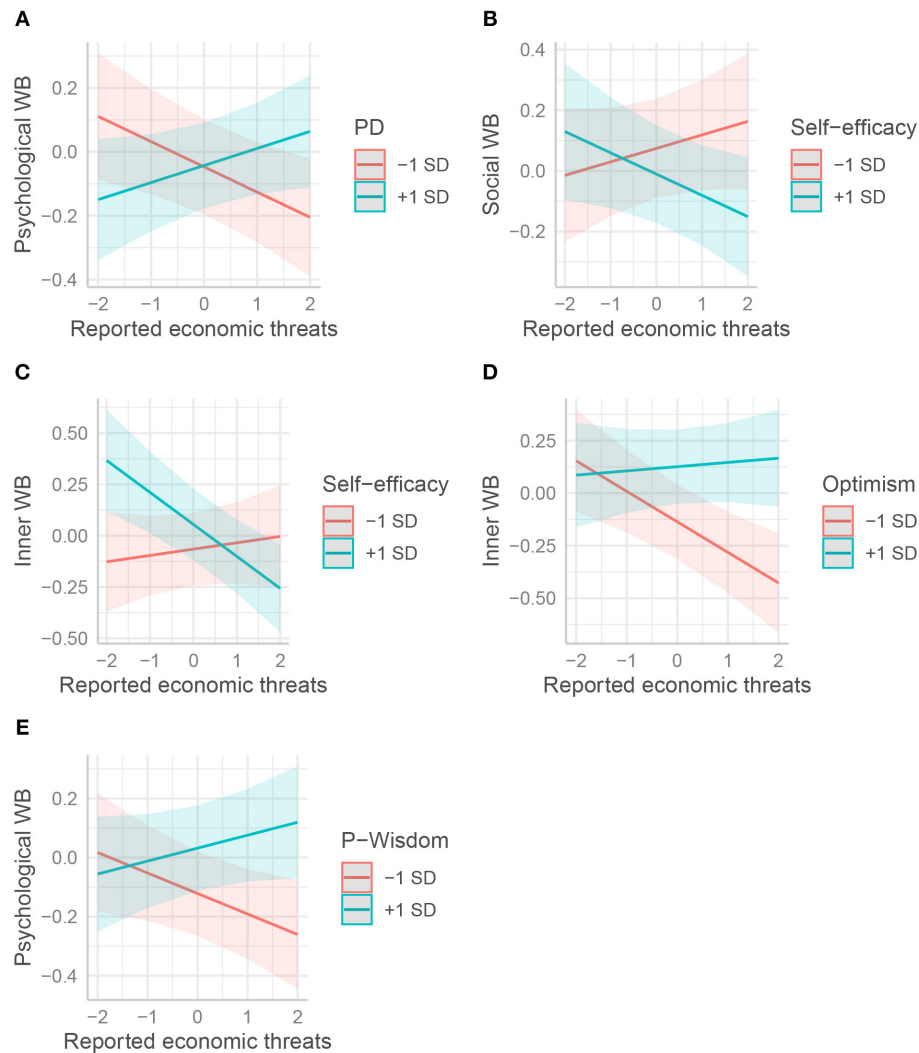 A
Psychological WB
0.2
0.0
−0.2
−0.4
−2 −1 0 1 2
Reported economic threats
PD
−1 SD
+1 SD
B
Social WB
0.4
0.2
0.0
−0.2
−2 −1 0 1 2
Reported economic threats
Self−efficacy
−1 SD
+1 SD
C
Inner WB
0.50
0.25
0.00
−0.25
−0.50
−2 −1 0 1 2
Reported economic threats
Self−efficacy
−1 SD
+1 SD
D
Inner WB
0.25
0.00
−0.25
−0.50
−2 −1 0 1 2
Reported economic threats
Optimism
−1 SD
+1 SD
E
Psychological WB
0.2
0.0
−0.2
−0.4
−2 −1 0 1 2
Reported economic threats
P−Wisdom
−1 SD
+1 SD